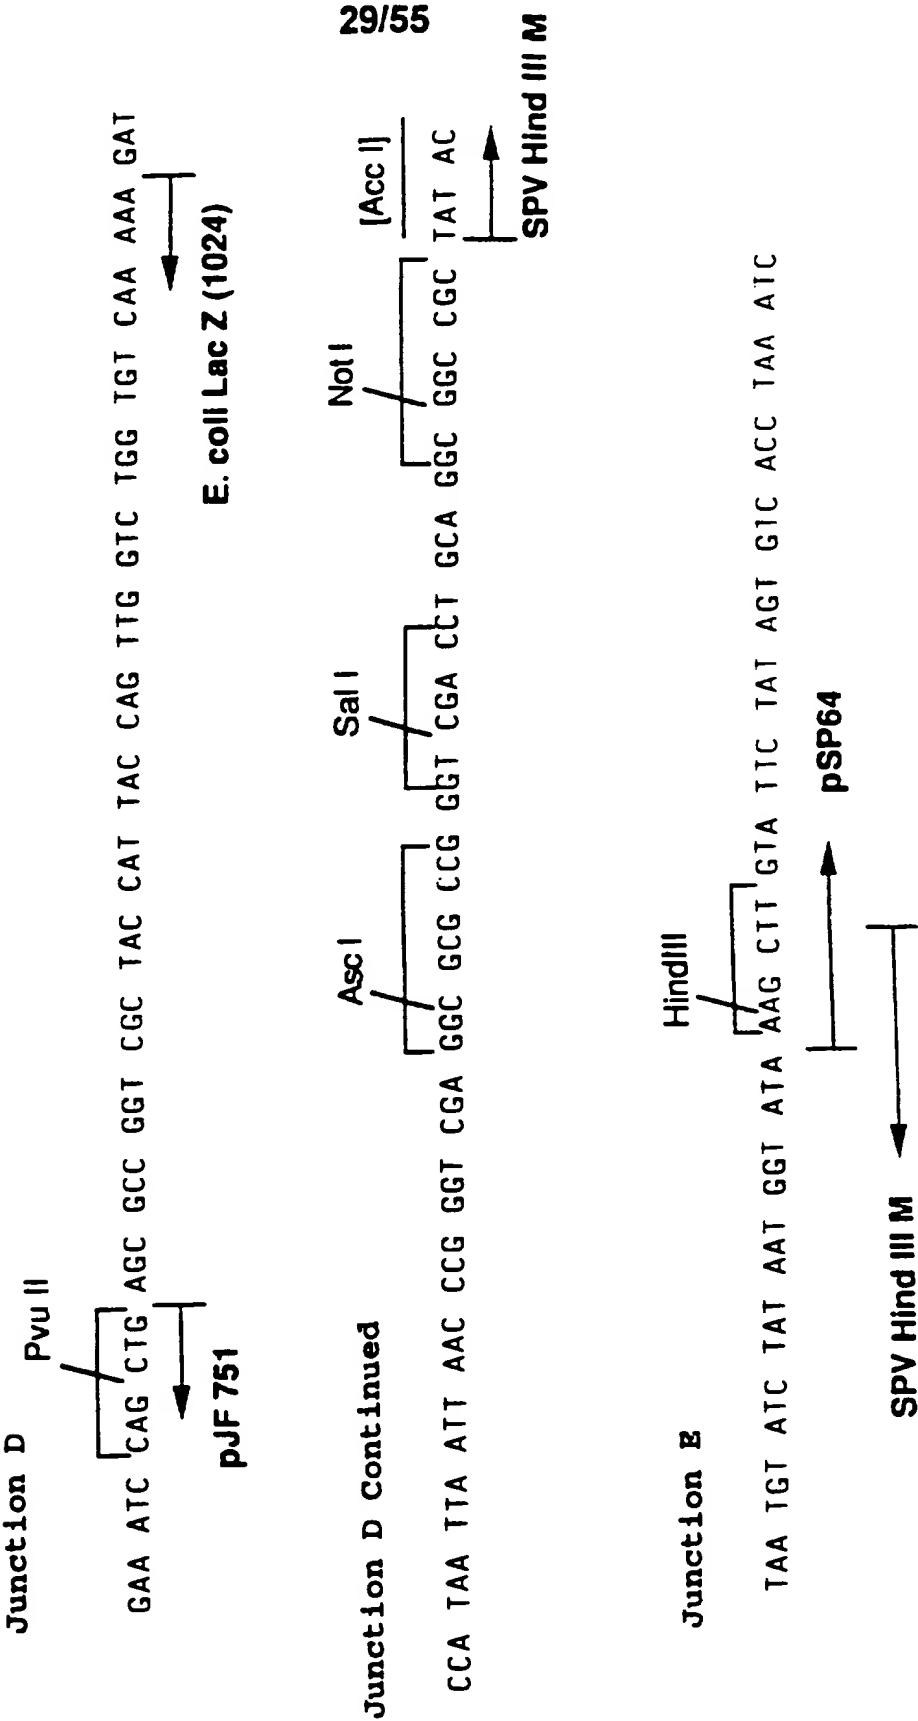 29/55
Junction D
Pvu II
GAA ATC CAG CTG AGC GCC GGT CGC TAC CAT TAC CAG TTG GTC TGG TGT CAA AAA GAT
pJF 751
E. coli Lac Z (1024)
Junction D Continued
Asc I
Sal I
Not I
[Acc I]
CCA TAA TTA ATT AAC CCG GGT CGA GGC GCG CCG GGT CGA CCT GCA GGC GGC CGC TAT AC
SPV Hind III M
Junction E
HindIII
TAA TGT ATC TAT AAT GGT ATA AAG CTT GTA TTC TAT AGT GTC ACC TAA ATC
pSP64
SPV Hind III M